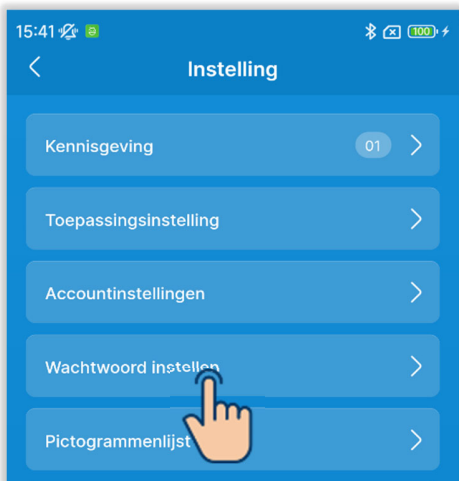 15:41
100
Instelling
Kennisgeving 01
Toepassingsinstelling
Accountinstellingen
Wachtwoord instellen
Pictogrammenlijst